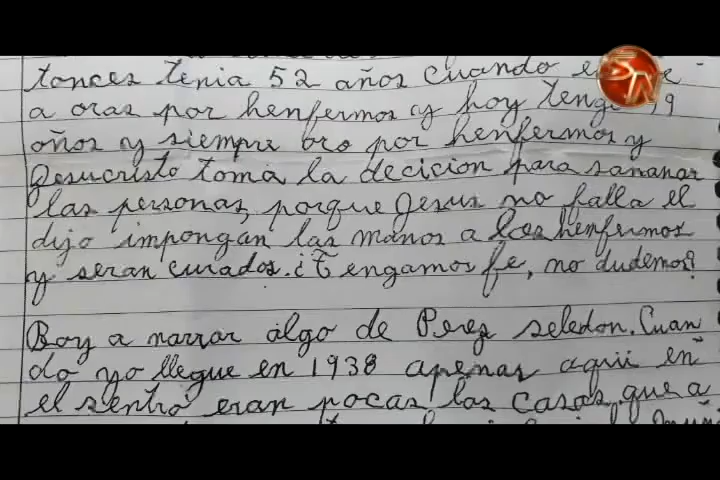 tonces tenia 52 años cuando
a oras por henfermos y hoy
oños y siempre oro por henfermos y
Jesucristo toma la decicion para sananar
las personas, porque Jesus no falla el
dijo impongan las manos a los henfermos
y seran curados. ¿Tengamos fe, no dudemos?
Boy a narrar algo de Perez seledon. Cuan
do yo llegue en 1938 apenas aqui en
el sentro eran pocas las casas que a